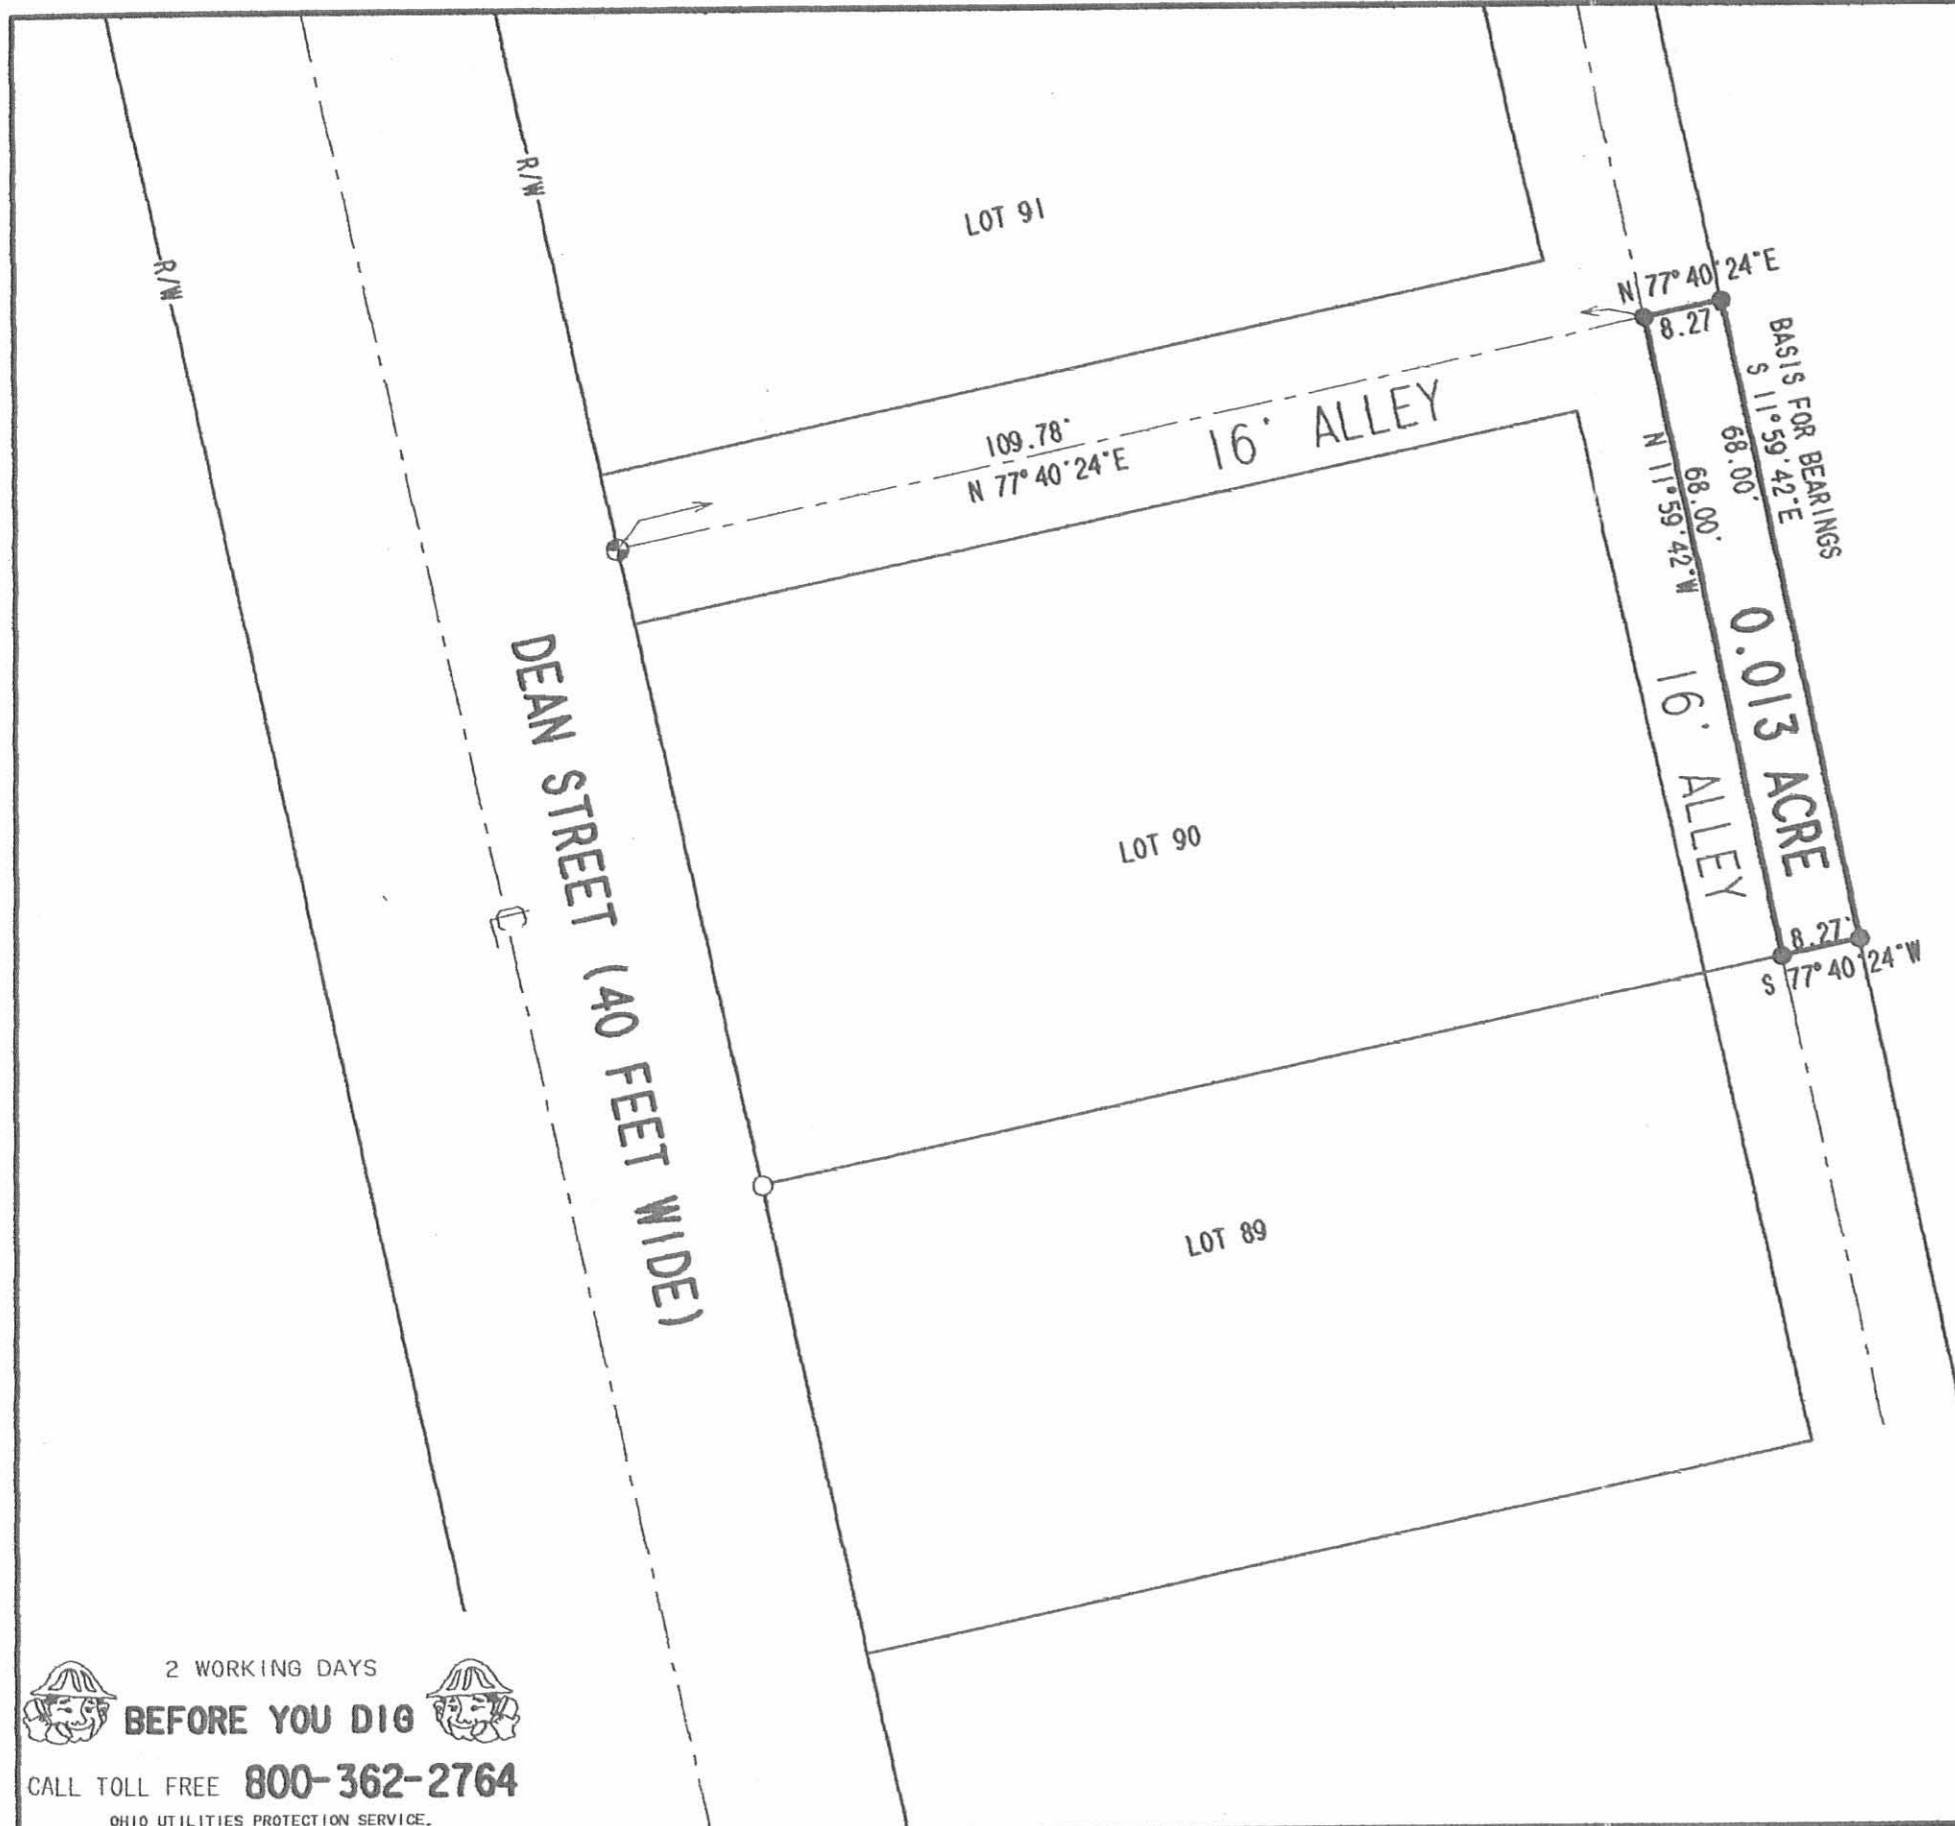 R/W
R/W
LOT 91
N 77°40'24"E
8.27'
BASIS FOR BEARINGS
S 11°59'42"E
68.00'
68.00'
N 11°59'42"W
109.78'
N 77°40'24"E
16' ALLEY
0.013 ACRE
16' ALLEY
DEAN STREET (40 FEET WIDE)
LOT 90
8.27'
S 77°40'24"W
LOT 89
2 WORKING DAYS
BEFORE YOU DIG
CALL TOLL FREE 800-362-2764
OHIO UTILITIES PROTECTION SERVICE.